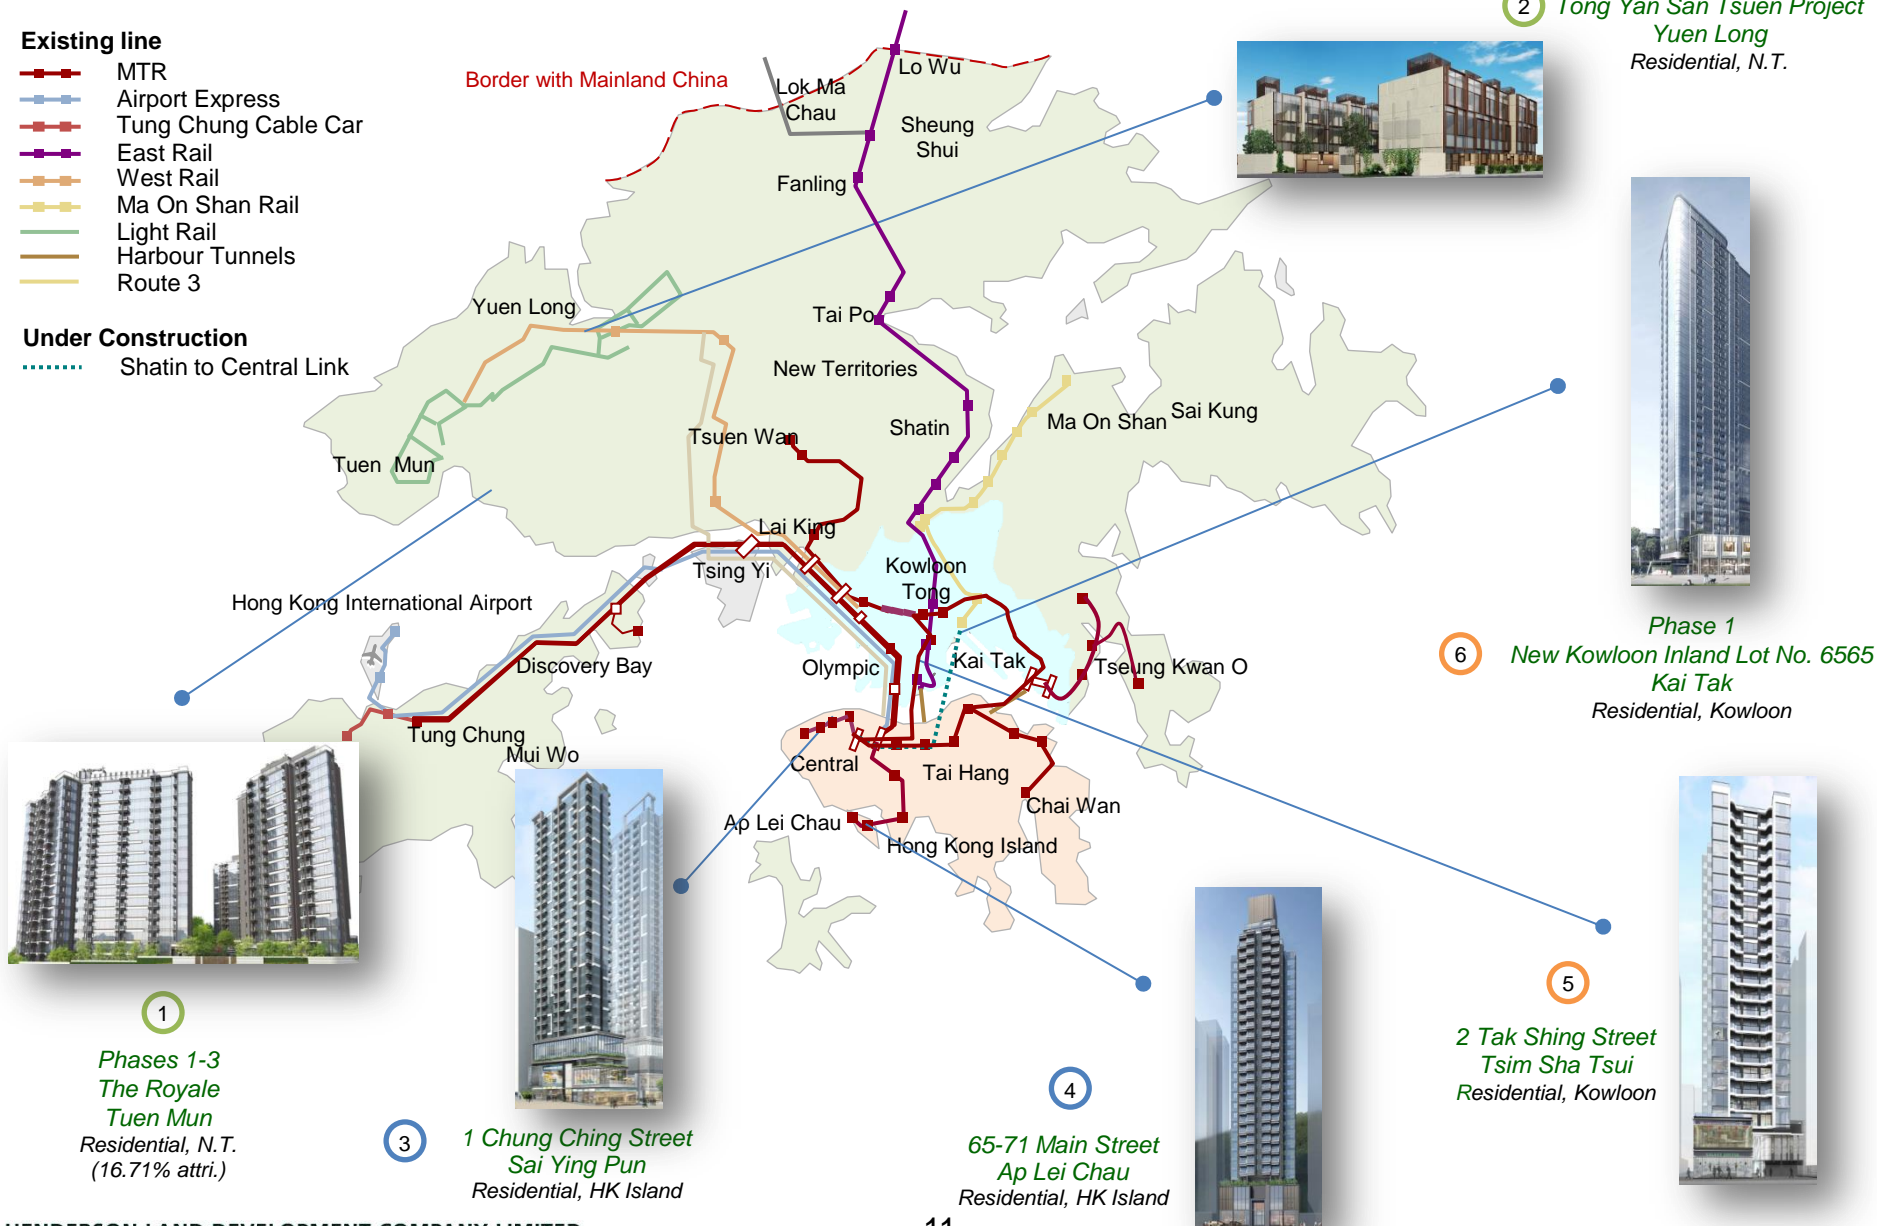 2 Tong Yan San Tsuen Project
Yuen Long
Residential, N.T.
Existing line
MTR
Airport Express
Tung Chung Cable Car
East Rail
West Rail
Ma On Shan Rail
Light Rail
Harbour Tunnels
Route 3
Under Construction
Shatin to Central Link
Border with Mainland China
Lok Ma
Chau
Lo Wu
Sheung
Shui
Fanling
Yuen Long
Tai Po
New Territories
Shatin
Ma On Shan
Sai Kung
Tsuen Wan
Tuen Mun
Lai King
Tsing Yi
Kowloon
Tong
Hong Kong International Airport
Discovery Bay
Olympic
Kai Tak
Tseung Kwan O
Tung Chung
Mui Wo
Central
Tai Hang
Chai Wan
Ap Lei Chau
Hong Kong Island
6
Phase 1
New Kowloon Inland Lot No. 6565
Kai Tak
Residential, Kowloon
5
2 Tak Shing Street
Tsim Sha Tsui
Residential, Kowloon
1
Phases 1-3
The Royale
Tuen Mun
Residential, N.T.
(16.71% attri.)
3
1 Chung Ching Street
Sai Ying Pun
Residential, HK Island
4
65-71 Main Street
Ap Lei Chau
Residential, HK Island
HENDERSON LAND DEVELOPMENT COMPANY LIMITED
11